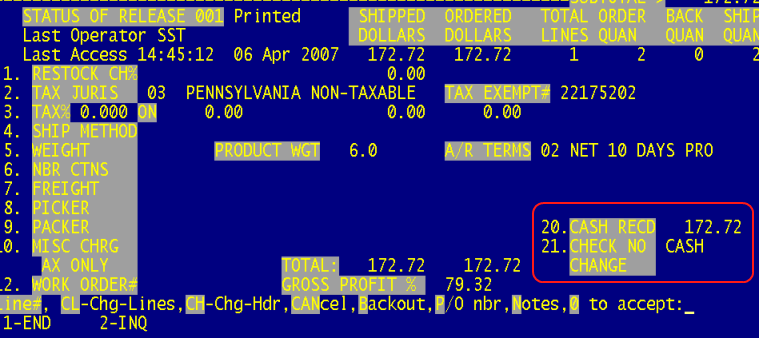 SUBTOTAL > 172.72
STATUS OF RELEASE 001 Printed SHIPPED ORDERED TOTAL ORDER BACK SHIP
Last Operator SST DOLLARS DOLLARS LINES QUAN QUAN QUAN
Last Access 14:45:12 06 Apr 2007 172.72 172.72 1 2 0 2
1. RESTOCK CH% 0.00
2. TAX JURIS 03 PENNSYLVANIA NON-TAXABLE TAX EXEMPT# 22175202
3. TAX% 0.000 ON 0.00 0.00 0.00
4. SHIP METHOD
5. WEIGHT PRODUCT WGT 6.0 A/R TERMS 02 NET 10 DAYS PRO
6. NBR CTNS
7. FREIGHT
8. PICKER
9. PACKER 20.CASH RECD 172.72
10. MISC CHRG 21.CHECK NO CASH
AX ONLY TOTAL: 172.72 172.72 CHANGE
12. WORK ORDER# GROSS PROFIT % 79.32
ine#, CL-Chg-Lines,CH-Chg-Hdr,CANcel,Backout,P/O nbr,Notes,0 to accept:_
1-END 2-INQ